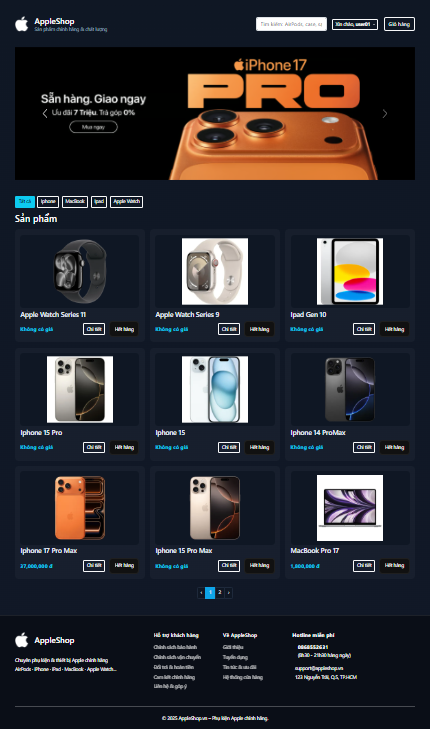 AppleShop
Sản phẩm chính hãng & chất lượng
Tìm kiếm: AirPods, case, sạ
Xin chào, user01
Giỏ hàng
iPhone 17
PRO
Sẵn hàng. Giao ngay
Ưu đãi 7 Triệu. Trả góp 0%
Mua ngay
Tất cả
Iphone
MacBook
Ipad
Apple Watch
Sản phẩm
Apple Watch Series 11
Không có giá
Chi tiết
Hết hàng
Apple Watch Series 9
Không có giá
Chi tiết
Hết hàng
Ipad Gen 10
Không có giá
Chi tiết
Hết hàng
Iphone 15 Pro
Không có giá
Chi tiết
Hết hàng
Iphone 15
Không có giá
Chi tiết
Hết hàng
Iphone 14 ProMax
Không có giá
Chi tiết
Hết hàng
Iphone 17 Pro Max
37,000,000 đ
Chi tiết
Hết hàng
Iphone 15 Pro Max
Không có giá
Chi tiết
Hết hàng
MacBook Pro 17
1,800,000 đ
Chi tiết
Hết hàng
‹ 1 2 ›
AppleShop
Chuyên phụ kiện & thiết bị Apple chính hãng
AirPods · iPhone · iPad · MacBook · Apple Watch...
Hỗ trợ khách hàng
Chính sách bảo hành
Chính sách vận chuyển
Đổi trả & hoàn tiền
Cam kết chính hãng
Liên hệ & góp ý
Về AppleShop
Giới thiệu
Tuyển dụng
Tin tức & ưu đãi
Hệ thống cửa hàng
Hotline miễn phí
0868552631
(8h30 – 21h30 hàng ngày)
support@appleshop.vn
123 Nguyễn Trãi, Q.5, TP.HCM
© 2025 AppleShop.vn – Phụ kiện Apple chính hãng.